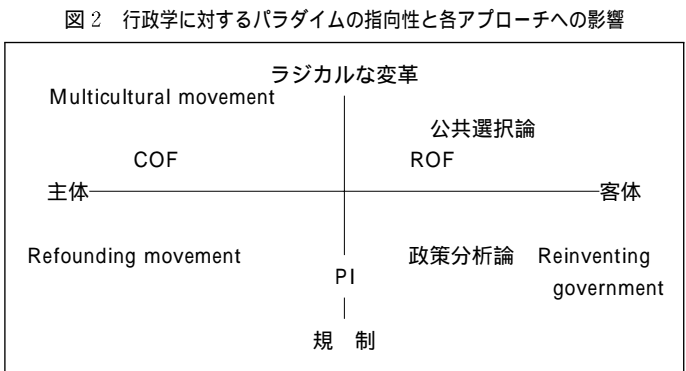 図2 行政学に対するパラダイムの指向性と各アプローチへの影響
ラジカルな変革
Multicultural movement
公共選択論
COF
ROF
主体
客体
Refounding movement
政策分析論
Reinventing
government
PI
規 制